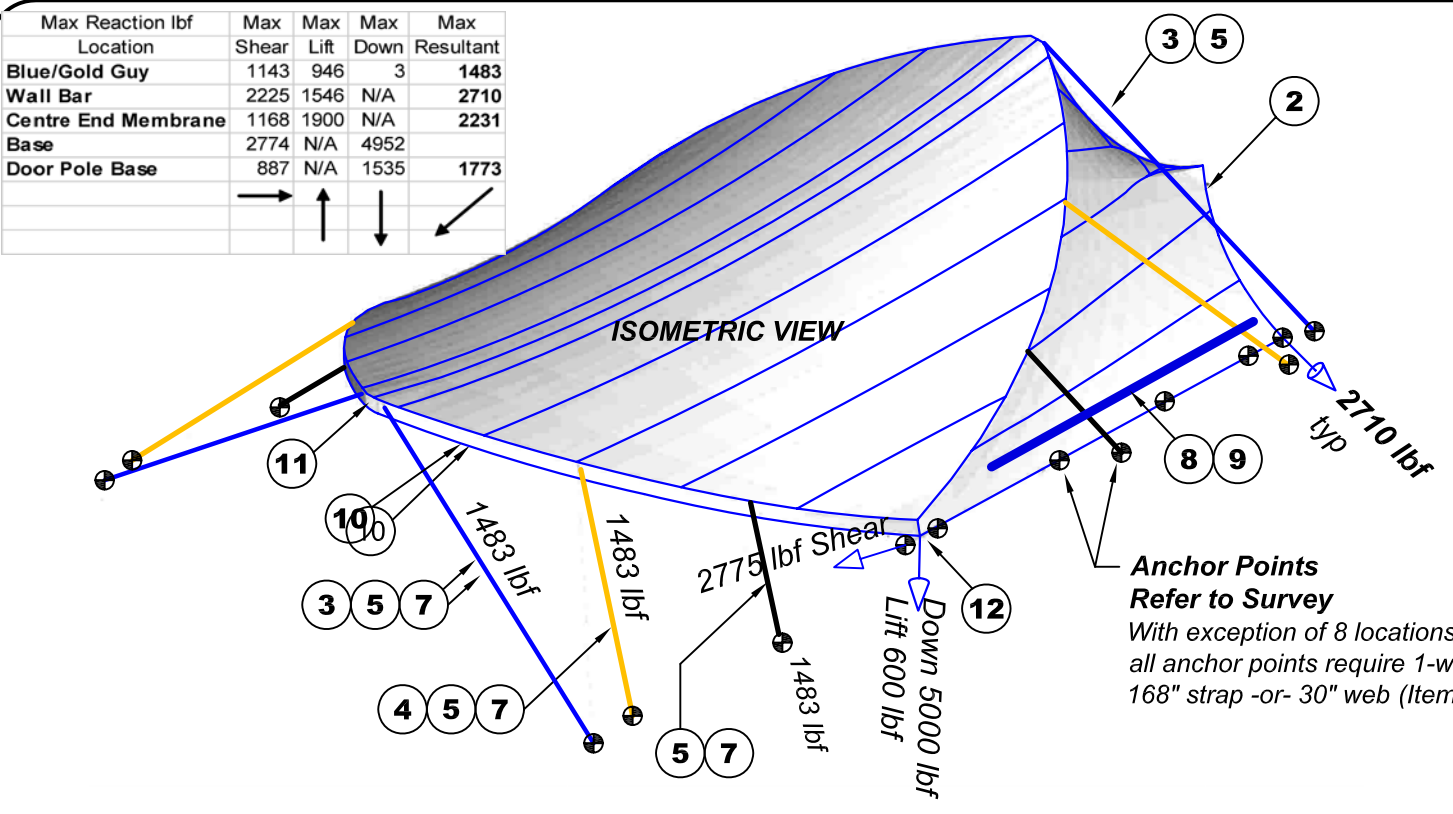 Max Reaction lbf Max Max Max Max
Location Shear Lift Down Resultant
Blue/Gold Guy 1143 946 3 1483
Wall Bar 2225 1546 N/A 2710
Centre End Membrane 1168 1900 N/A 2231
Base 2774 N/A 4952
Door Pole Base 887 N/A 1535 1773
3 5
2
ISOMETRIC VIEW
2710 lbf
typ
11
8 9
10
10
1483 lbf
1483 lbf
2775 lbf Shear
3 5 7
12
Down 5000 lbf
Lift 600 lbf
Anchor Points
Refer to Survey
With exception of 8 locations
all anchor points require 1-w
168" strap -or- 30" web (Item
4 5 7
1483 lbf
5 7